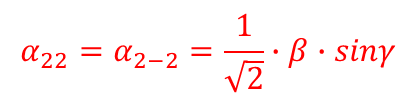 α₂₂ = α₂₋₂ = 1/√2 · β · sinγ